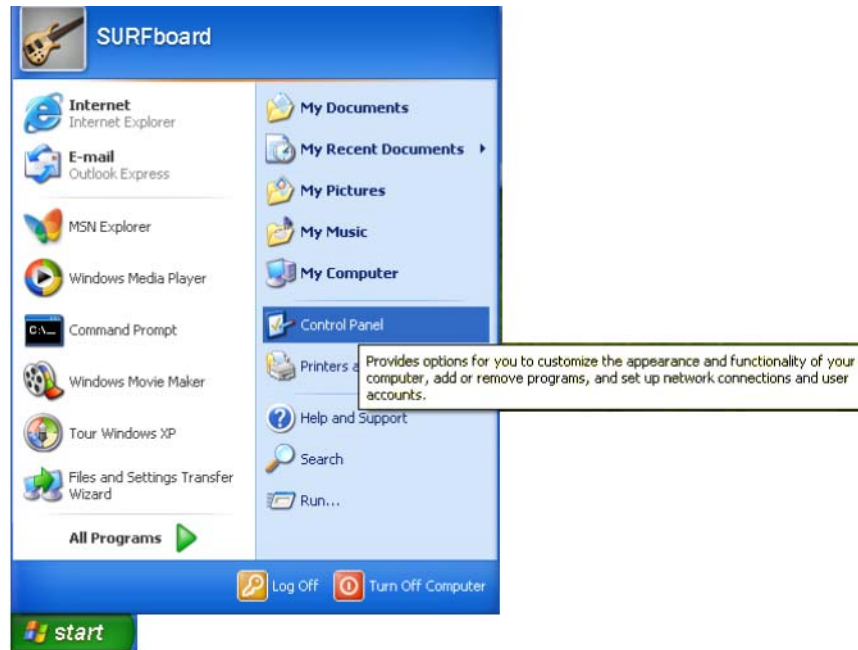 SURFboard
Internet
Internet Explorer
E-mail
Outlook Express
MSN Explorer
Windows Media Player
C:\_
Command Prompt
Windows Movie Maker
Tour Windows XP
Files and Settings Transfer
Wizard
All Programs
My Documents
My Recent Documents
My Pictures
My Music
My Computer
Control Panel
Printers
Provides options for you to customize the appearance and functionality of your
computer, add or remove programs, and set up network connections and user
accounts.
Help and Support
Search
Run...
Log Off
Turn Off Computer
start